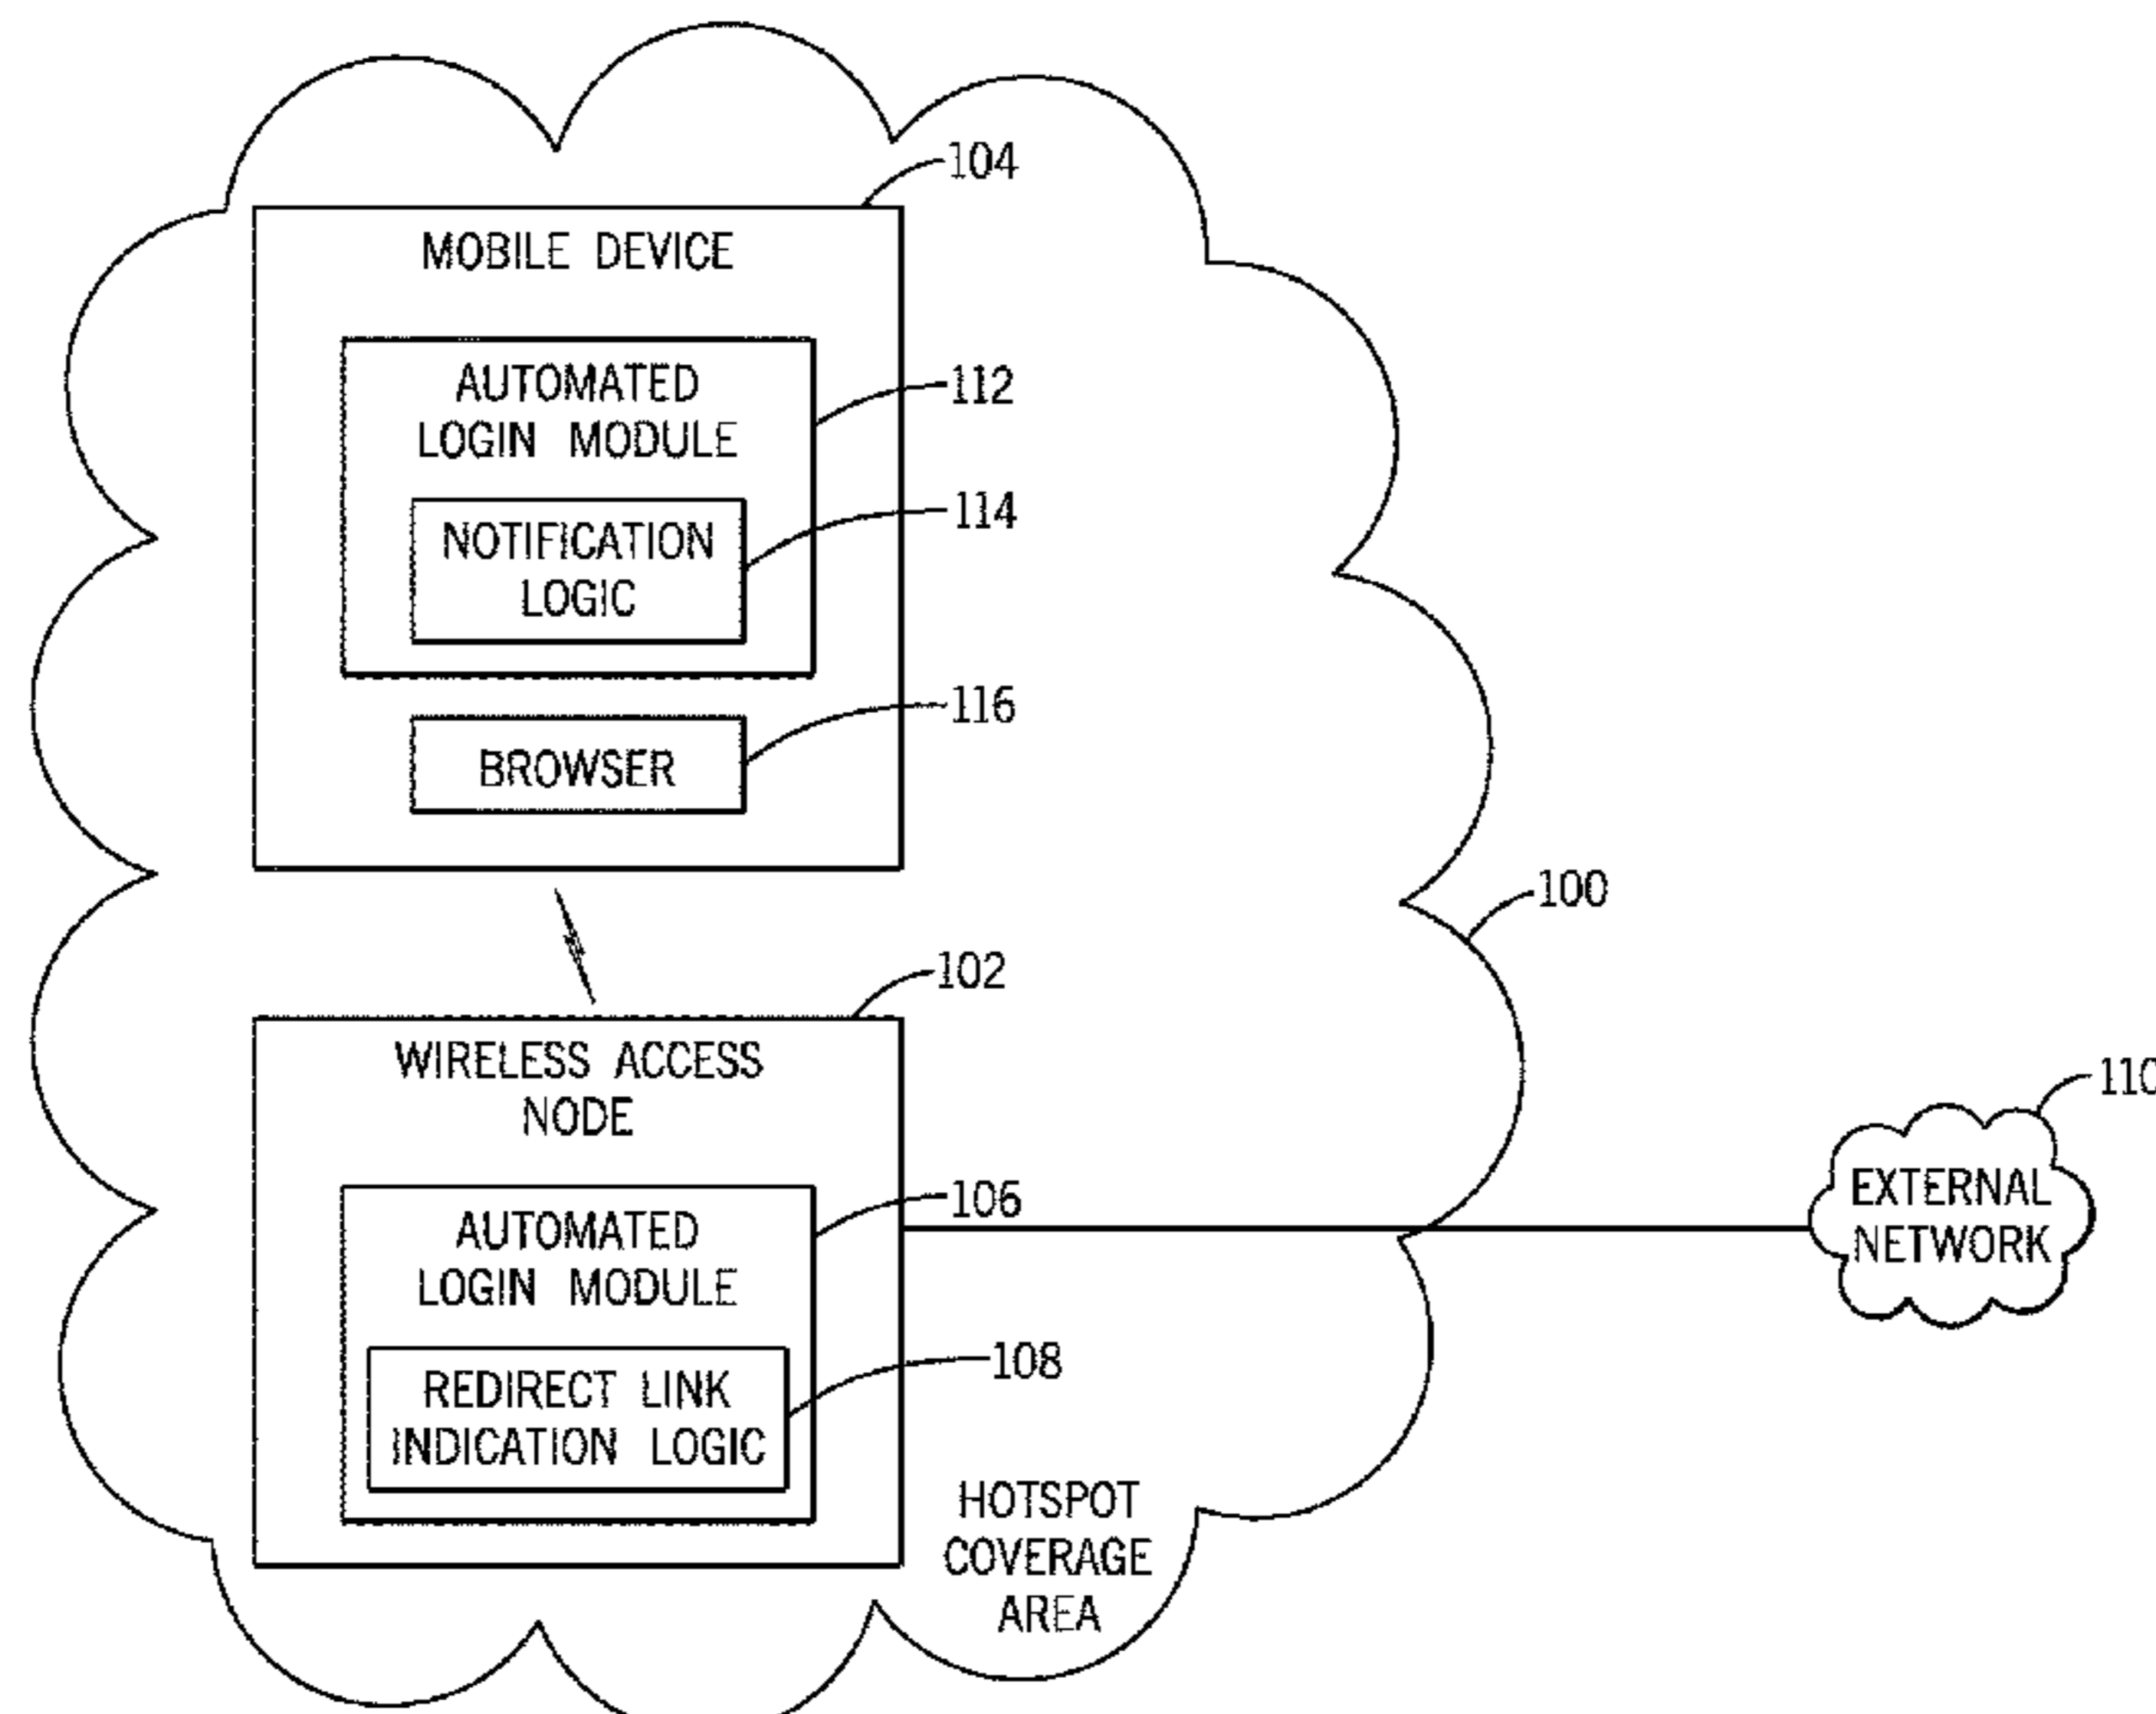 104
MOBILE DEVICE
AUTOMATED
LOGIN MODULE
112
NOTIFICATION
LOGIC
114
BROWSER
116
100
102
WIRELESS ACCESS
NODE
110
AUTOMATED
LOGIN MODULE
106
EXTERNAL
NETWORK
REDIRECT LINK
INDICATION LOGIC
108
HOTSPOT
COVERAGE
AREA